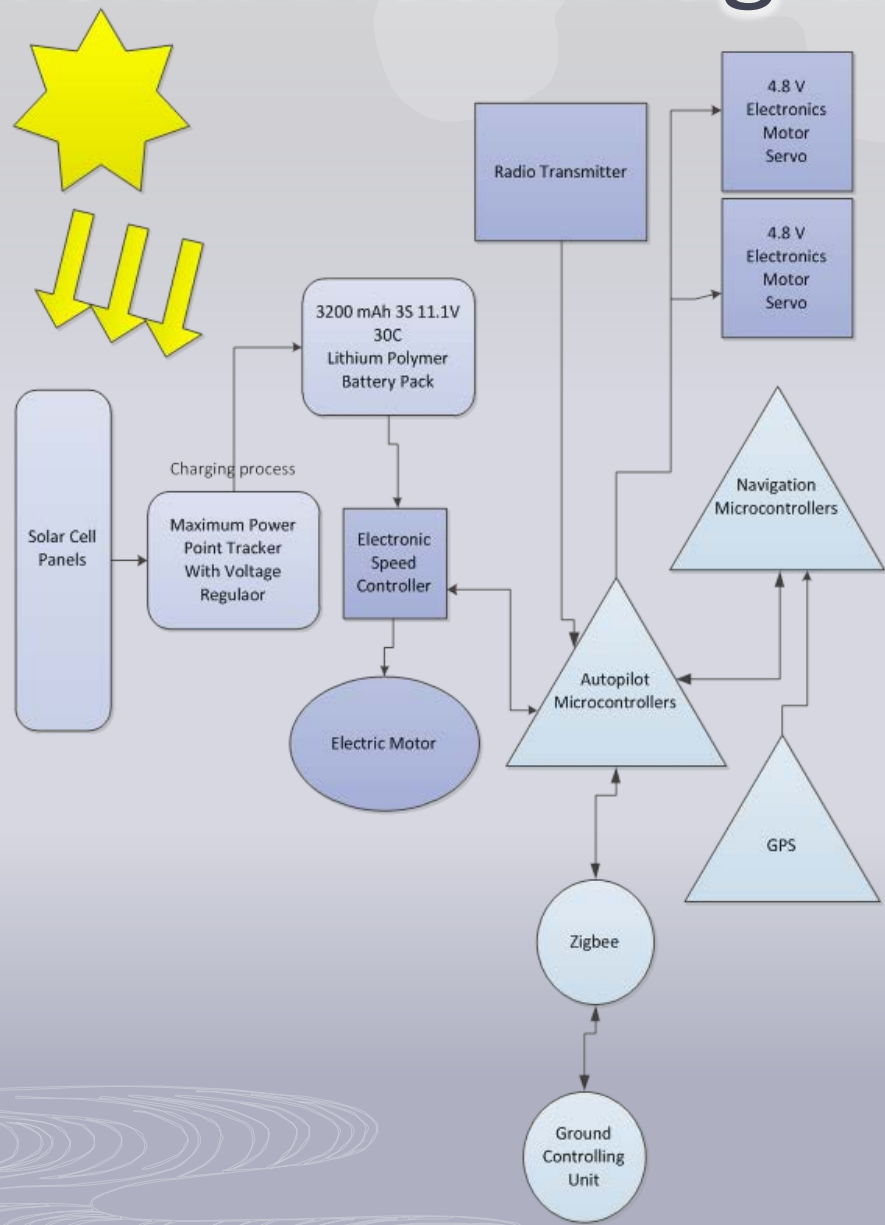 4.8 V
Electronics
Motor
Servo
Radio Transmitter
4.8 V
Electronics
Motor
Servo
3200 mAh 3S 11.1V
30C
Lithium Polymer
Battery Pack
Charging process
Solar Cell
Panels
Maximum Power
Point Tracker
With Voltage
Regulaor
Electronic
Speed
Controller
Navigation
Microcontrollers
Electric Motor
Autopilot
Microcontrollers
GPS
Zigbee
Ground
Controlling
Unit